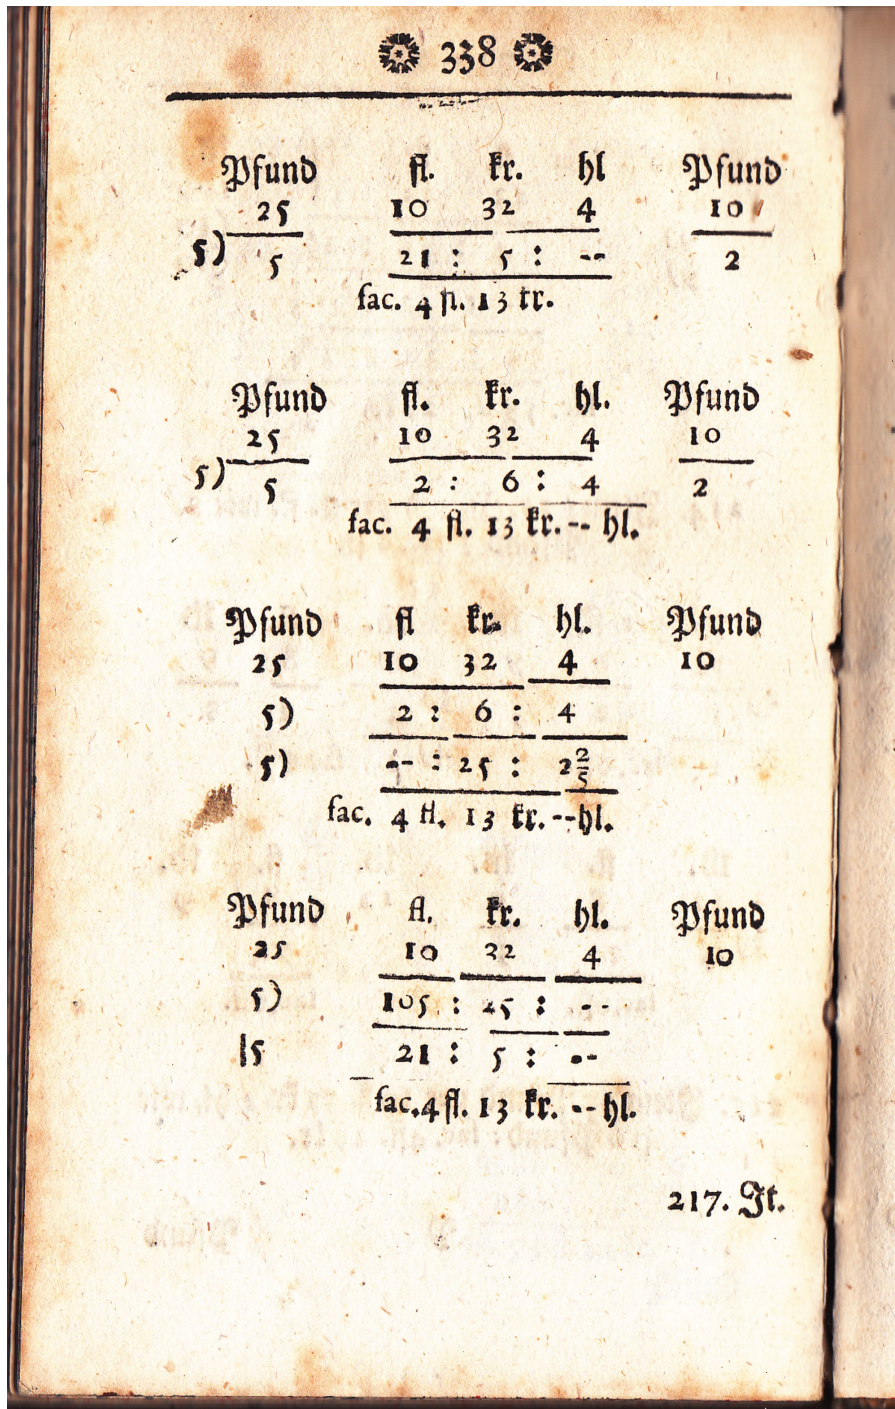 338
Pfund fl. kr. hl Pfund
25 10 32 4 10
5) 5 21 : 5 : -- 2
fac. 4 fl. 13 kr.
Pfund fl. kr. hl. Pfund
25 10 32 4 10
5) 5 2 : 6 : 4 2
fac. 4 fl. 13 kr. -- hl.
Pfund fl kr. hl. Pfund
25 10 32 4 10
5) 2 : 6 : 4
5) -- : 25 : 2 2/5
fac. 4 fl. 13 kr. -- hl.
Pfund fl. kr. hl. Pfund
25 10 32 4 10
5) 105 : 25 : --
|5 21 : 5 : --
fac. 4 fl. 13 kr. -- hl.
217. It.